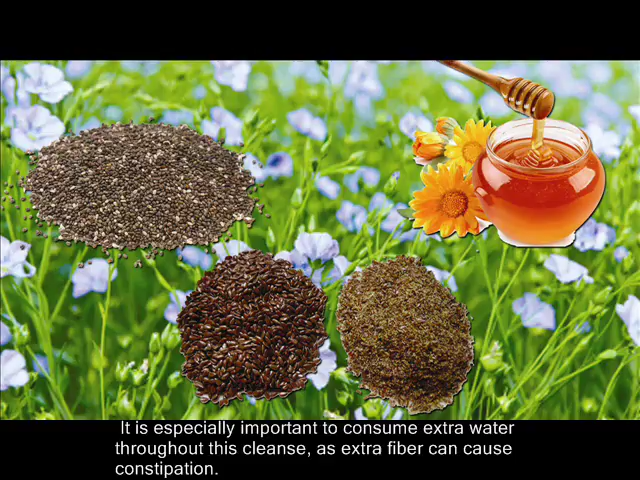 It is especially important to consume extra water
throughout this cleanse, as extra fiber can cause
constipation.